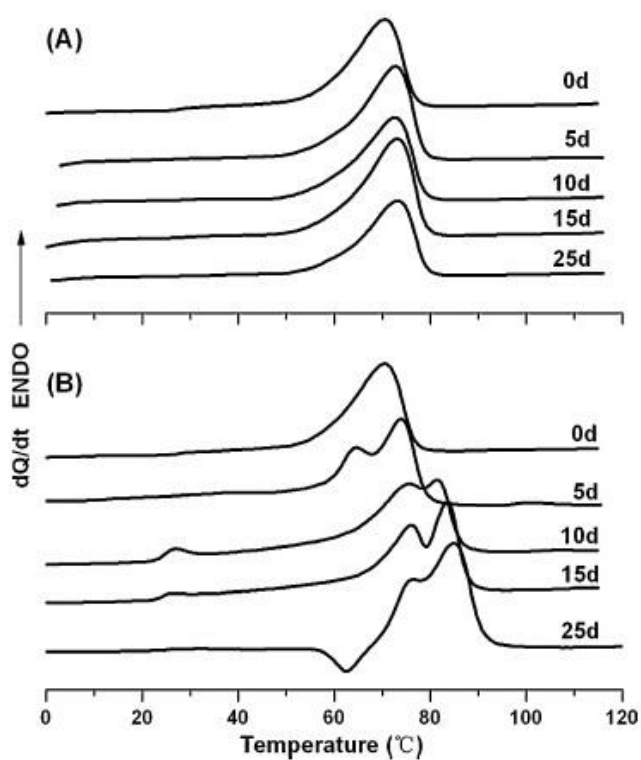 (A)
0d
5d
10d
15d
25d
(B)
0d
5d
10d
15d
25d
dQ/dt ENDO
0 20 40 60 80 100 120
Temperature (℃)